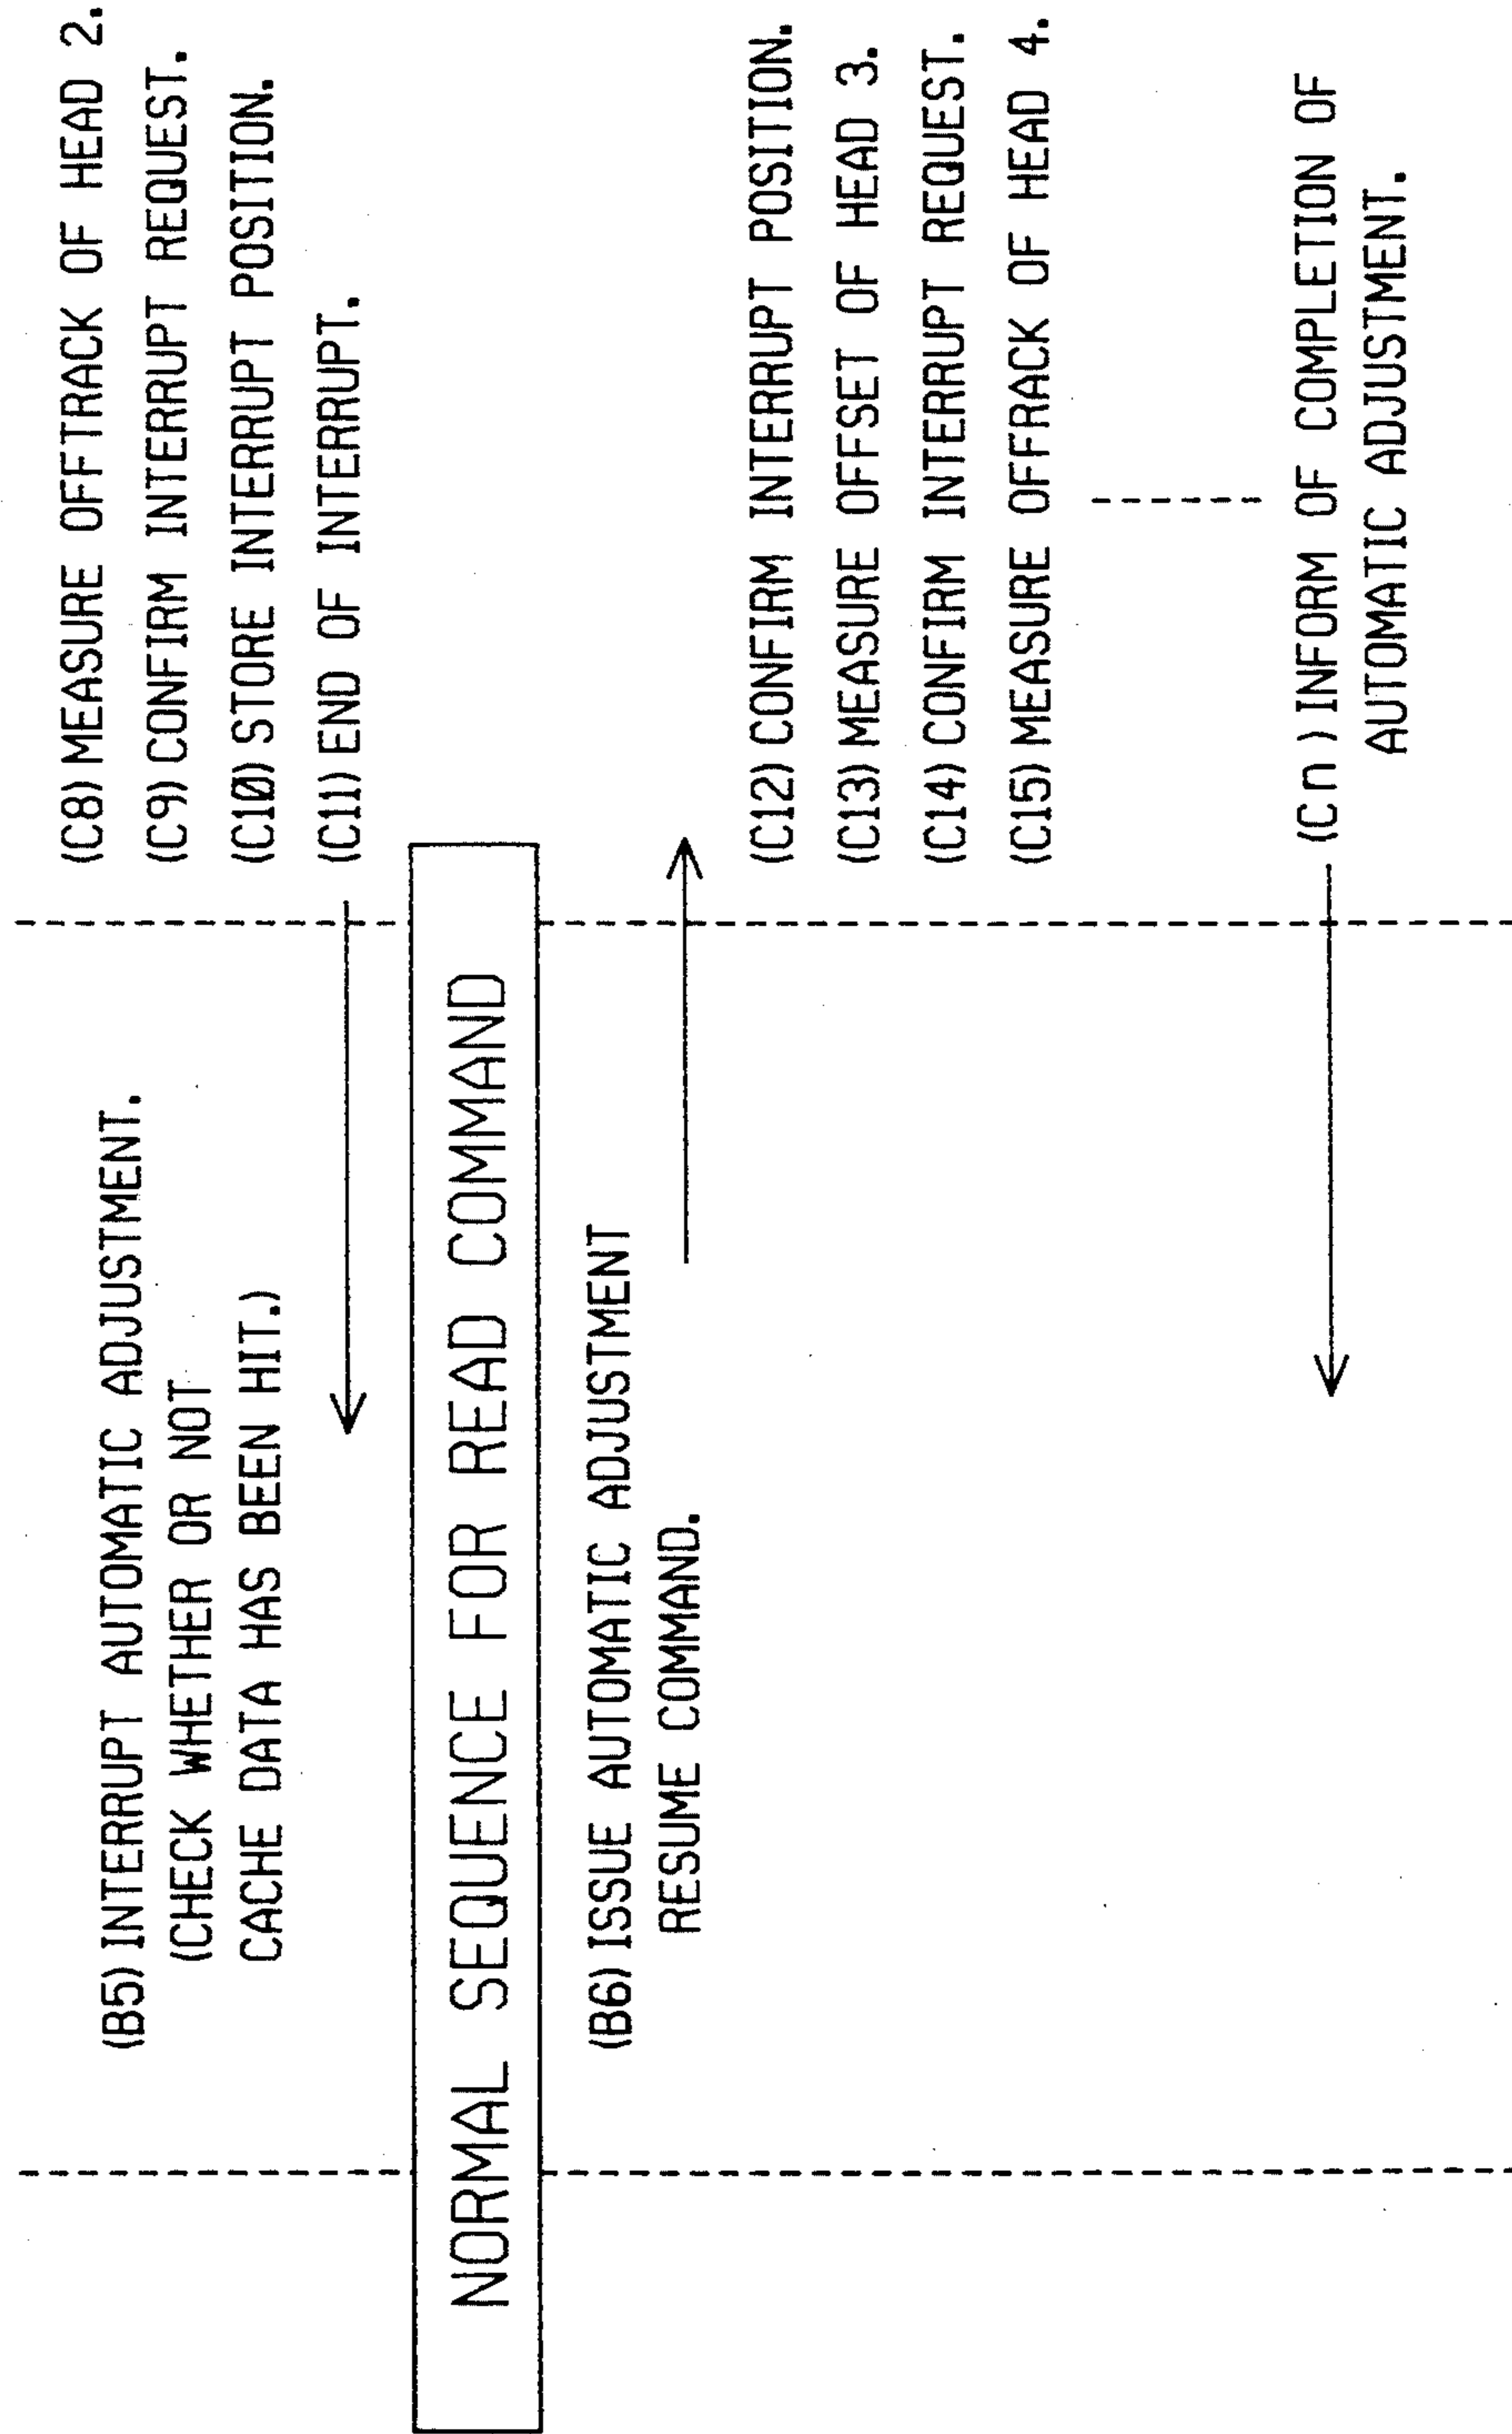 (C8) MEASURE OFFTRACK OF HEAD 2.
(B5) INTERRUPT AUTOMATIC ADJUSTMENT.
(C9) CONFIRM INTERRUPT REQUEST.
(CHECK WHETHER OR NOT
(C10) STORE INTERRUPT POSITION.
CACHE DATA HAS BEEN HIT.)
(C11) END OF INTERRUPT.
NORMAL SEQUENCE FOR READ COMMAND
(B6) ISSUE AUTOMATIC ADJUSTMENT
RESUME COMMAND.
(C12) CONFIRM INTERRUPT POSITION.
(C13) MEASURE OFFSET OF HEAD 3.
(C14) CONFIRM INTERRUPT REQUEST.
(C15) MEASURE OFFRACK OF HEAD 4.
(Cn) INFORM OF COMPLETION OF
AUTOMATIC ADJUSTMENT.